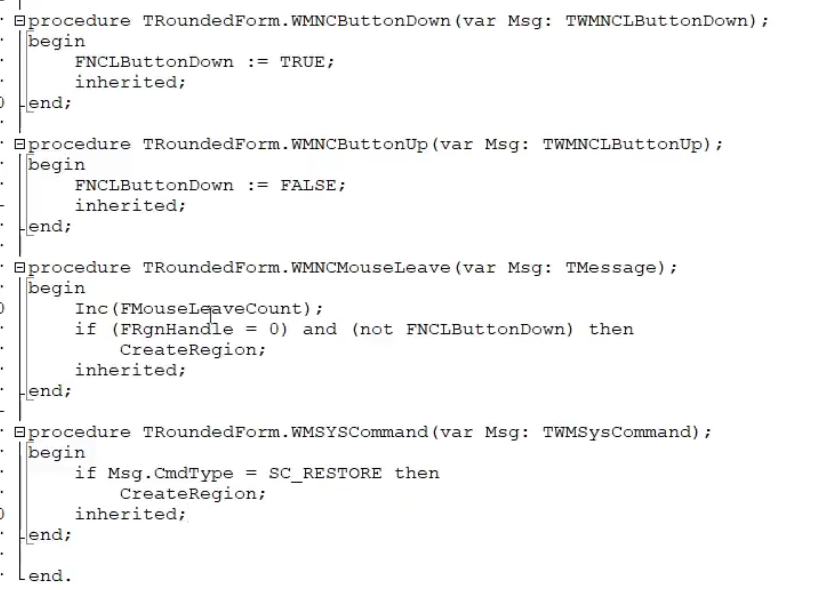 procedure TRoundedForm.WMNCButtonDown(var Msg: TWMNCLButtonDown);
begin
    FNCLButtonDown := TRUE;
    inherited;
end;

procedure TRoundedForm.WMNCButtonUp(var Msg: TWMNCLButtonUp);
begin
    FNCLButtonDown := FALSE;
    inherited;
end;

procedure TRoundedForm.WMNCMouseLeave(var Msg: TMessage);
begin
    Inc(FMouseLeaveCount);
    if (FRgnHandle = 0) and (not FNCLButtonDown) then
        CreateRegion;
    inherited;
end;

procedure TRoundedForm.WMSYSCommand(var Msg: TWMSysCommand);
begin
    if Msg.CmdType = SC_RESTORE then
        CreateRegion;
    inherited;
end;

end.